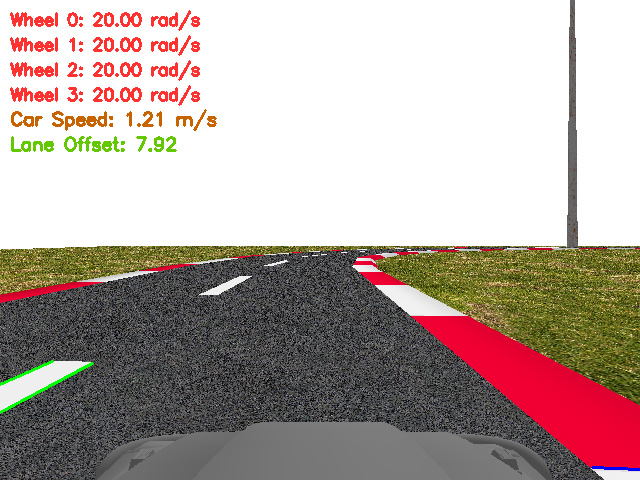 Wheel 0: 20.00 rad/s
Wheel 1: 20.00 rad/s
Wheel 2: 20.00 rad/s
Wheel 3: 20.00 rad/s
Car Speed: 1.21 m/s
Lane Offset: 7.92